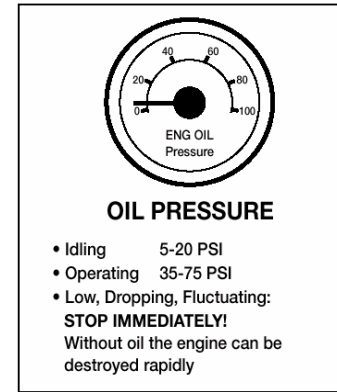 40 60
20 80
0 100
ENG OIL
Pressure
OIL PRESSURE
• Idling 5-20 PSI
• Operating 35-75 PSI
• Low, Dropping, Fluctuating:
STOP IMMEDIATELY!
Without oil the engine can be
destroyed rapidly